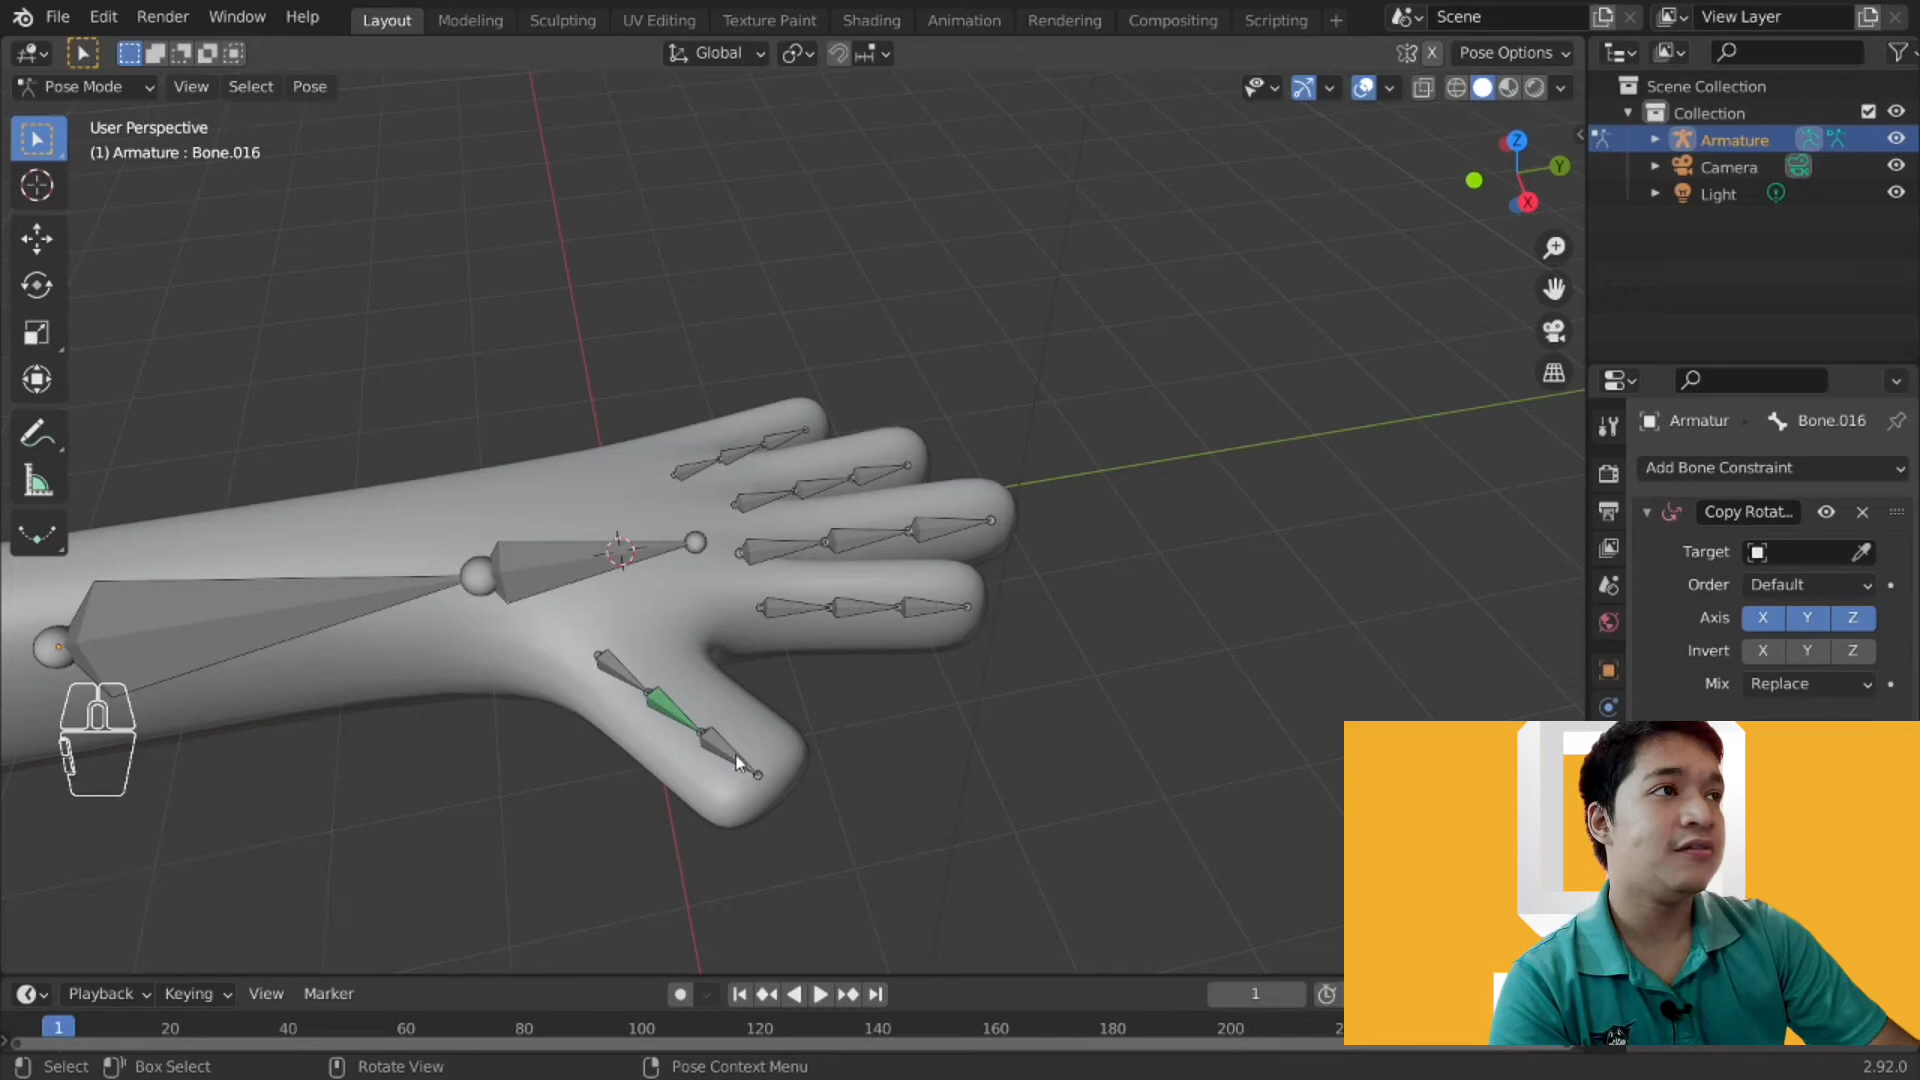 File Edit Render Window Help Layout Modeling Sculpting UV Editing Texture Paint Shading Animation Rendering Compositing Scripting + Scene View Layer
Global X Pose Options
Pose Mode View Select Pose
User Perspective
(1) Armature : Bone.016
Z
Y
X
Scene Collection
Collection
Armature
Camera
Light
Armatur Bone.016
Add Bone Constraint
Copy Rotat...
Target
Order Default
Axis X Y Z
Invert X Y Z
Mix Replace
Playback Keying View Marker 1
1 20 40 60 80 100 120 140 160 180 200
Select Box Select Rotate View Pose Context Menu 2.92.0